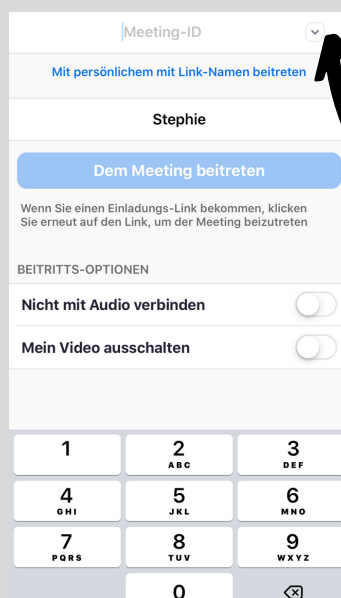 Meeting-ID
Mit persönlichem mit Link-Namen beitreten
Stephie
Dem Meeting beitreten
Wenn Sie einen Einladungs-Link bekommen, klicken
Sie erneut auf den Link, um der Meeting beizutreten
BEITRITTS-OPTIONEN
Nicht mit Audio verbinden
Mein Video ausschalten
1 2 3
ABC DEF
4 5 6
GHI JKL MNO
7 8 9
PQRS TUV WXYZ
0